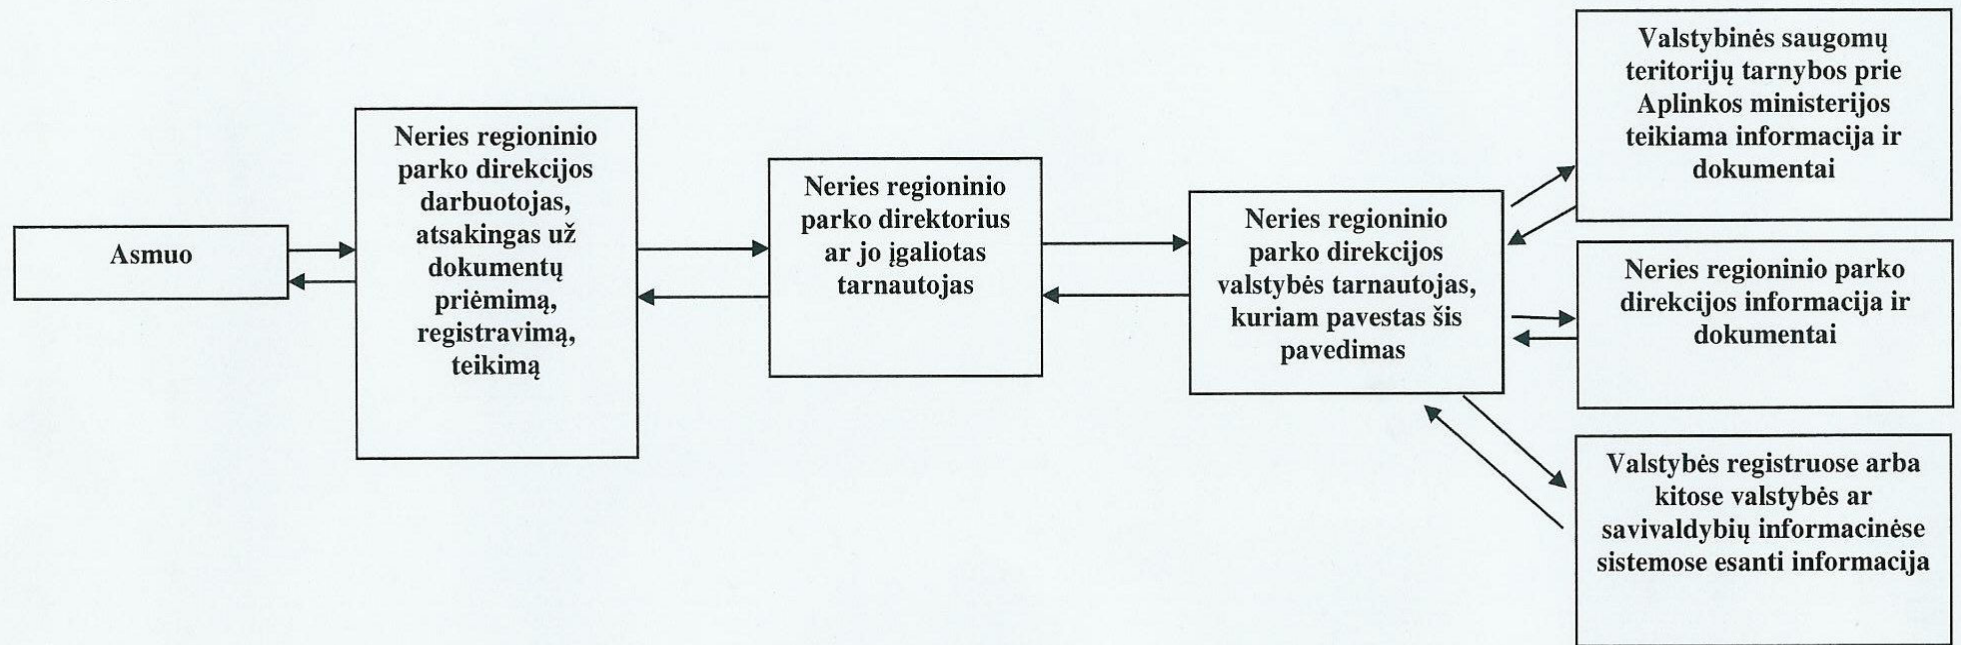 Asmuo
Neries regioninio
parko direkcijos
darbuotojas,
atsakingas už
dokumentų
priėmimą,
registravimą,
teikimą
Neries regioninio
parko direktorius
ar jo įgaliotas
tarnautojas
Neries regioninio
parko direkcijos
valstybės tarnautojas,
kuriam pavestas šis
pavedimas
Valstybinės saugomų
teritorijų tarnybos prie
Aplinkos ministerijos
teikiama informacija ir
dokumentai
Neries regioninio parko
direkcijos informacija ir
dokumentai
Valstybės registruose arba
kitose valstybės ar
savivaldybių informacinėse
sistemose esanti informacija